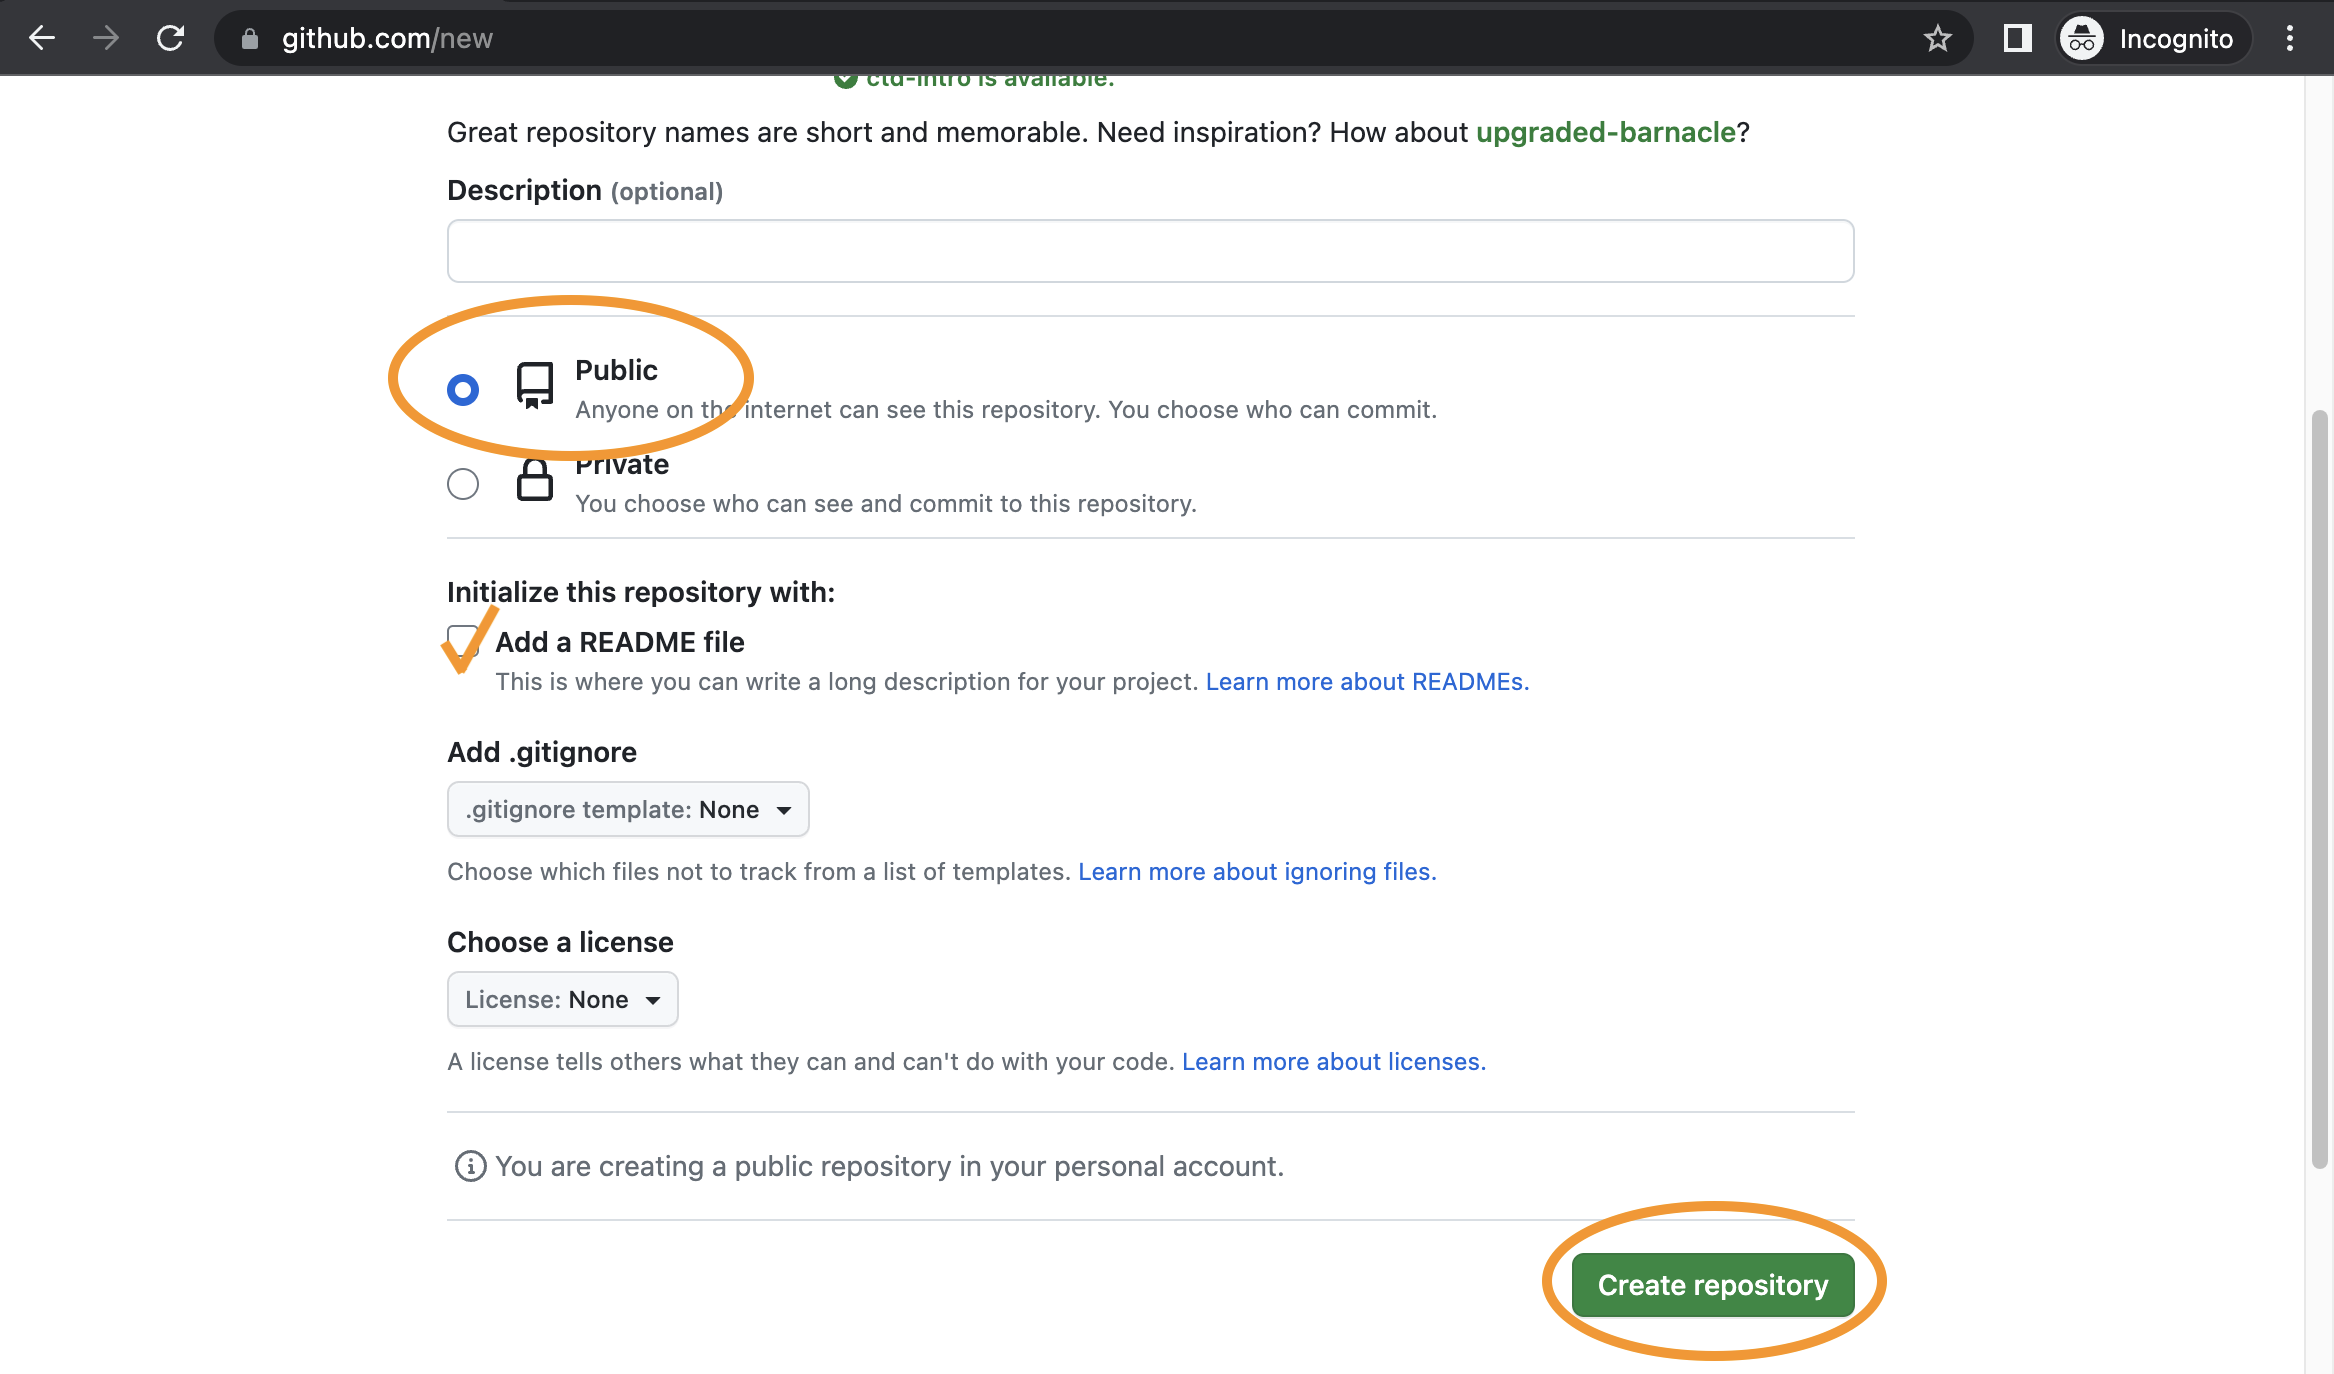 github.com/new
Incognito
ctd-intro is available.
Great repository names are short and memorable. Need inspiration? How about upgraded-barnacle?
Description (optional)
Public
Anyone on the internet can see this repository. You choose who can commit.
Private
You choose who can see and commit to this repository.
Initialize this repository with:
Add a README file
This is where you can write a long description for your project. Learn more about READMEs.
Add .gitignore
.gitignore template: None
Choose which files not to track from a list of templates. Learn more about ignoring files.
Choose a license
License: None
A license tells others what they can and can't do with your code. Learn more about licenses.
You are creating a public repository in your personal account.
Create repository